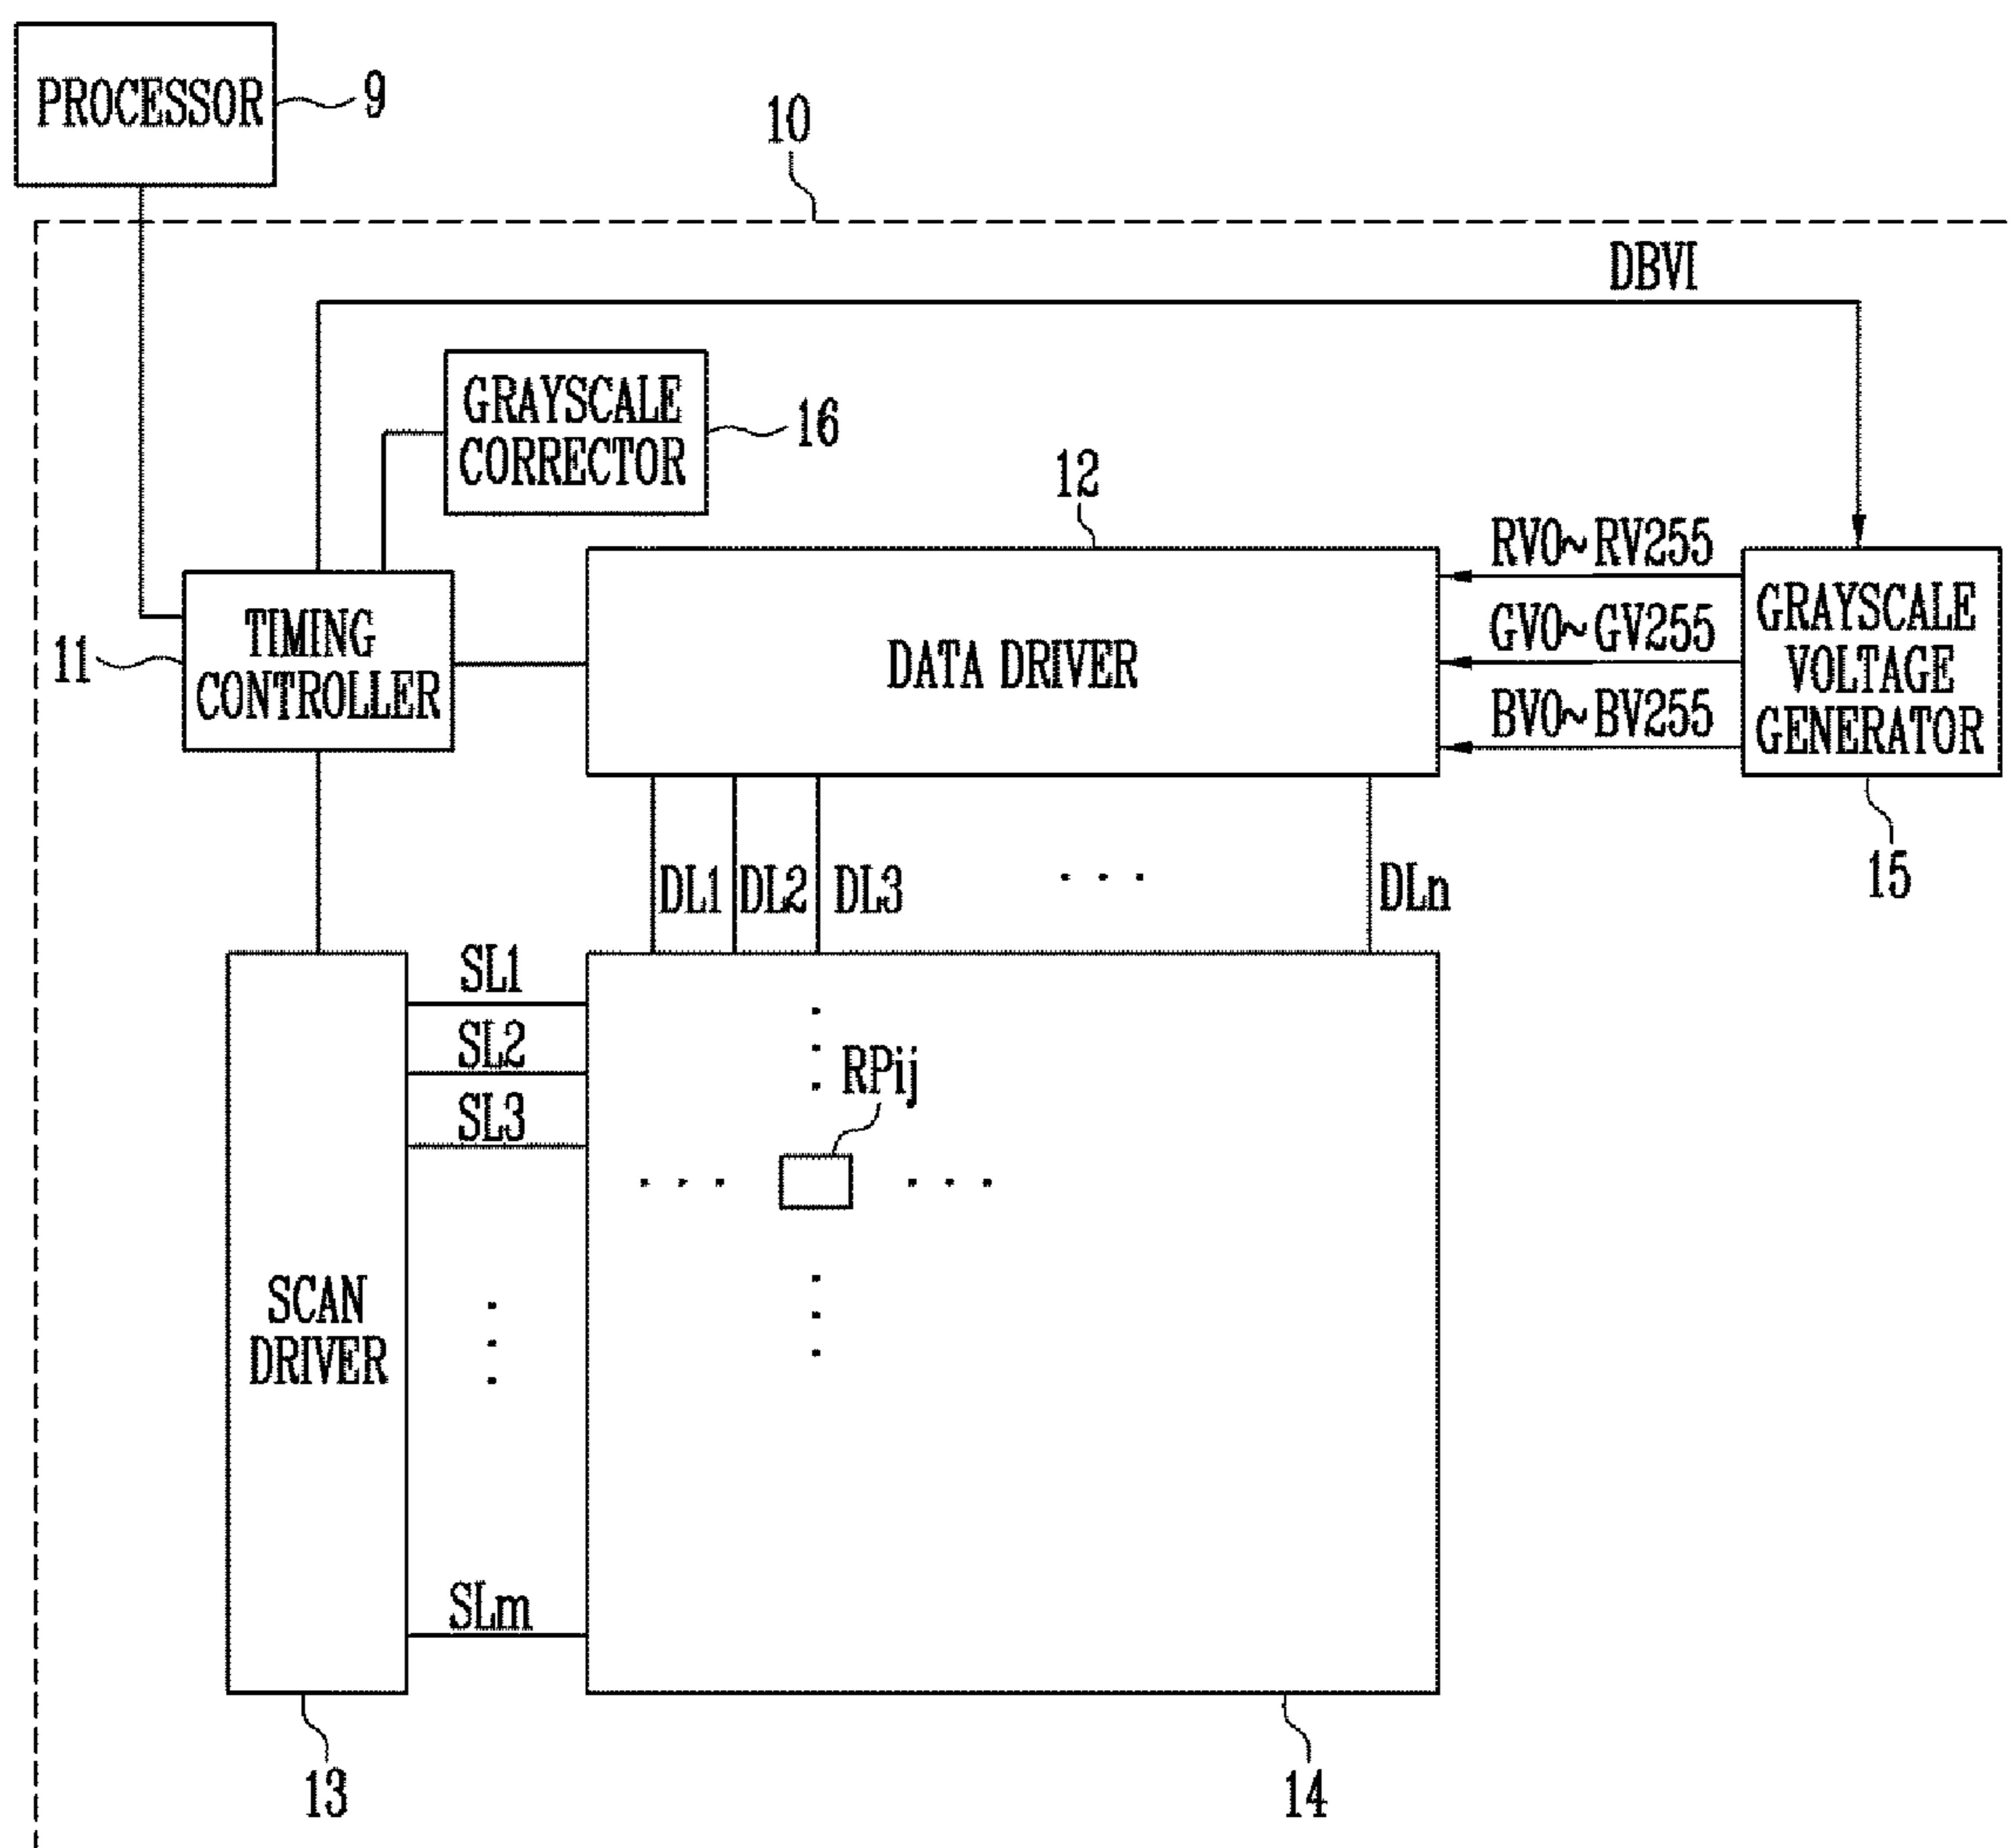 PROCESSOR
9
10
DBVI
GRAYSCALE
CORRECTOR
16
12
RV0~RV255
GV0~GV255
BV0~BV255
GRAYSCALE
VOLTAGE
GENERATOR
15
TIMING
CONTROLLER
11
DATA DRIVER
DL1
DL2
DL3
. . .
DLn
SL1
SL2
SL3
SLm
RPij
SCAN
DRIVER
13
14